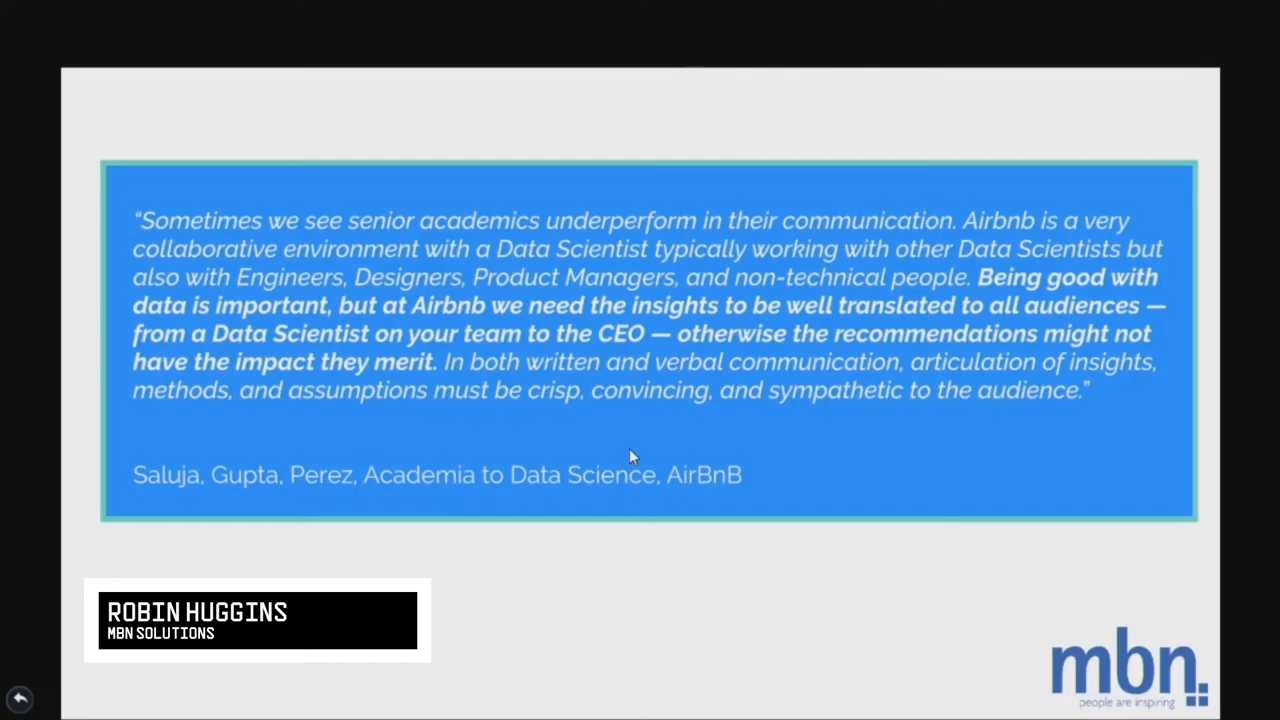 “Sometimes we see senior academics underperform in their communication. Airbnb is a very
collaborative environment with a Data Scientist typically working with other Data Scientists but
also with Engineers, Designers, Product Managers, and non-technical people. Being good with
data is important, but at Airbnb we need the insights to be well translated to all audiences —
from a Data Scientist on your team to the CEO — otherwise the recommendations might not
have the impact they merit. In both written and verbal communication, articulation of insights,
methods, and assumptions must be crisp, convincing, and sympathetic to the audience.”
Saluja, Gupta, Perez, Academia to Data Science, AirBnB
ROBIN HUGGINS
MBN SOLUTIONS
mbn
people are inspiring